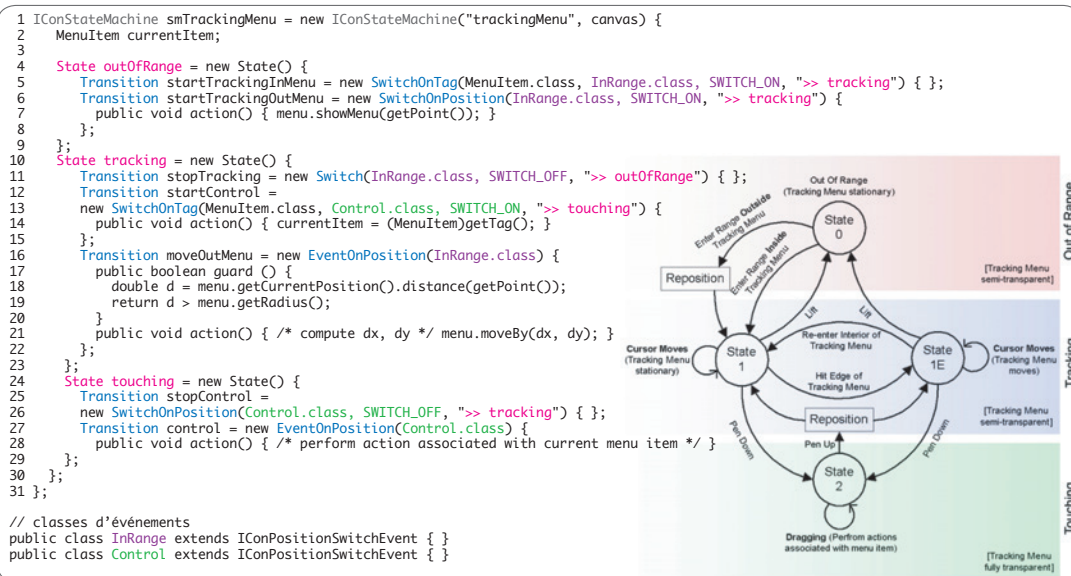 1 IConStateMachine smTrackingMenu = new IConStateMachine("trackingMenu", canvas) {
2 MenuItem currentItem;
3
4 State outOfRange = new State() {
5 Transition startTrackingInMenu = new SwitchOnTag(MenuItem.class, InRange.class, SWITCH_ON, ">> tracking") { };
6 Transition startTrackingOutMenu = new SwitchOnPosition(InRange.class, SWITCH_ON, ">> tracking") {
7 public void action() { menu.showMenu(getPoint()); }
8 };
9 };
10 State tracking = new State() {
11 Transition stopTracking = new Switch(InRange.class, SWITCH_OFF, ">> outOfRange") { };
12 Transition startControl =
13 new SwitchOnTag(MenuItem.class, Control.class, SWITCH_ON, ">> touching") {
14 public void action() { currentItem = (MenuItem)getTag(); }
15 };
16 Transition moveOutMenu = new EventOnPosition(InRange.class) {
17 public boolean guard () {
18 double d = menu.getCurrentPosition().distance(getPoint());
19 return d > menu.getRadius();
20 }
21 public void action() { /* compute dx, dy */ menu.moveBy(dx, dy); }
22 };
23 };
24 State touching = new State() {
25 Transition stopControl =
26 new SwitchOnPosition(Control.class, SWITCH_OFF, ">> tracking") { };
27 Transition control = new EventOnPosition(Control.class) {
28 public void action() { /* perform action associated with current menu item */ }
29 };
30 };
31 };
// classes d'événements
public class InRange extends IConPositionSwitchEvent { }
public class Control extends IConPositionSwitchEvent { }
Out Of Range
(Tracking Menu stationary)
State
0
Enter Range Outside
Tracking Menu
Enter Range Inside
Tracking Menu
Reposition
[Tracking Menu
semi-transparent]
Out of Range
Lift
Lift
Cursor Moves
(Tracking Menu
stationary)
State
1
Re-enter Interior of
Tracking Menu
Hit Edge of
Tracking Menu
State
1E
Cursor Moves
(Tracking Menu
moves)
Reposition
[Tracking Menu
semi-transparent]
Tracking
Pen Down
Pen Up
Pen Down
State
2
Dragging (Perfrom actions
associated with menu item)
[Tracking Menu
fully transparent]
Touching